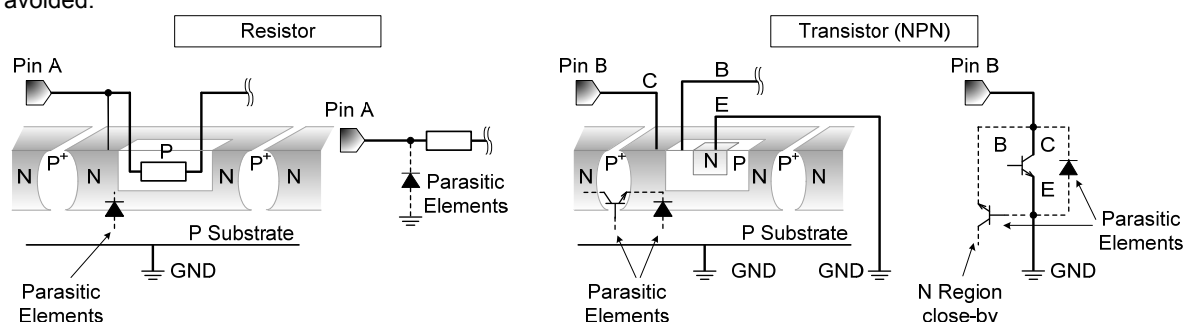 avoided.
Resistor
Transistor (NPN)
Pin A
Pin A
N P+ N P N P+ N
Parasitic
Elements
P Substrate
GND
Parasitic
Elements
Pin B
C
B
E
N P+ N P N P+ N
P Substrate
GND
GND
Parasitic
Elements
Pin B
B C
E
Parasitic
Elements
GND
N Region
close-by